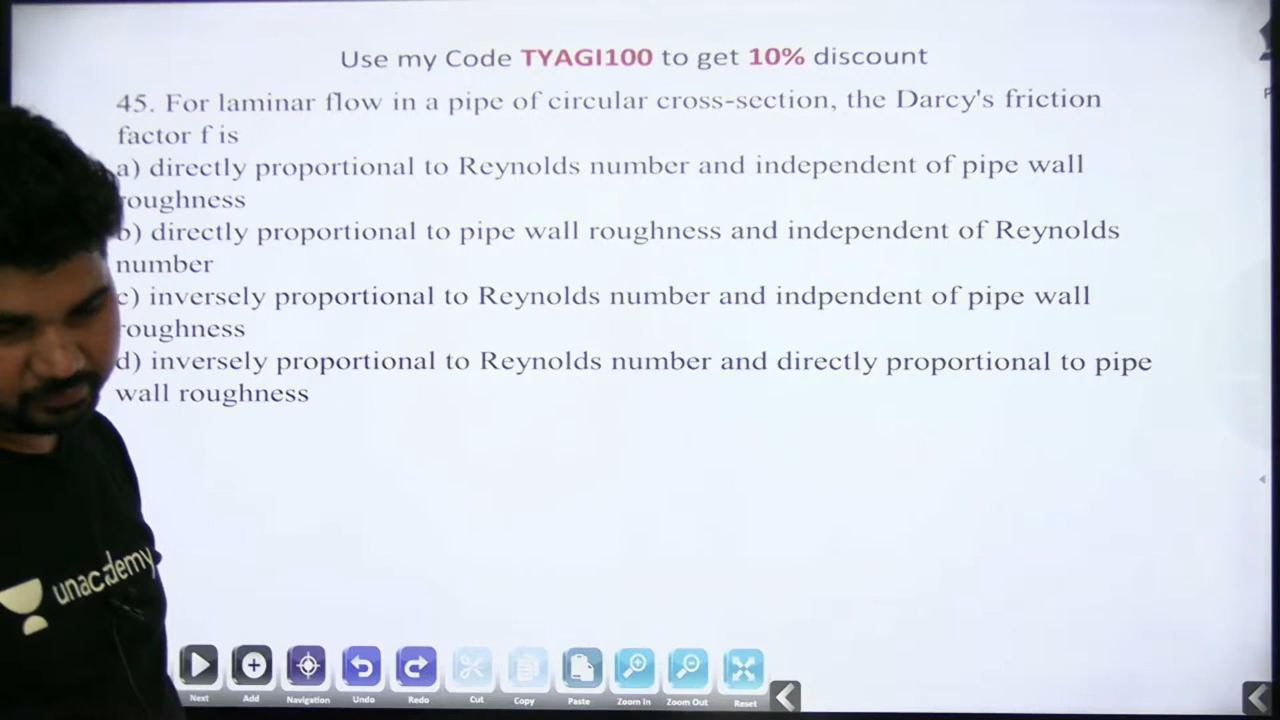 Use my Code TYAGI100 to get 10% discount
45. For laminar flow in a pipe of circular cross-section, the Darcy's friction
factor f is
a) directly proportional to Reynolds number and independent of pipe wall
roughness
b) directly proportional to pipe wall roughness and independent of Reynolds
number
c) inversely proportional to Reynolds number and indpendent of pipe wall
roughness
d) inversely proportional to Reynolds number and directly proportional to pipe
wall roughness
unacademy
Next Add Navigation Undo Redo Cut Copy Paste Zoom In Zoom Out Reset